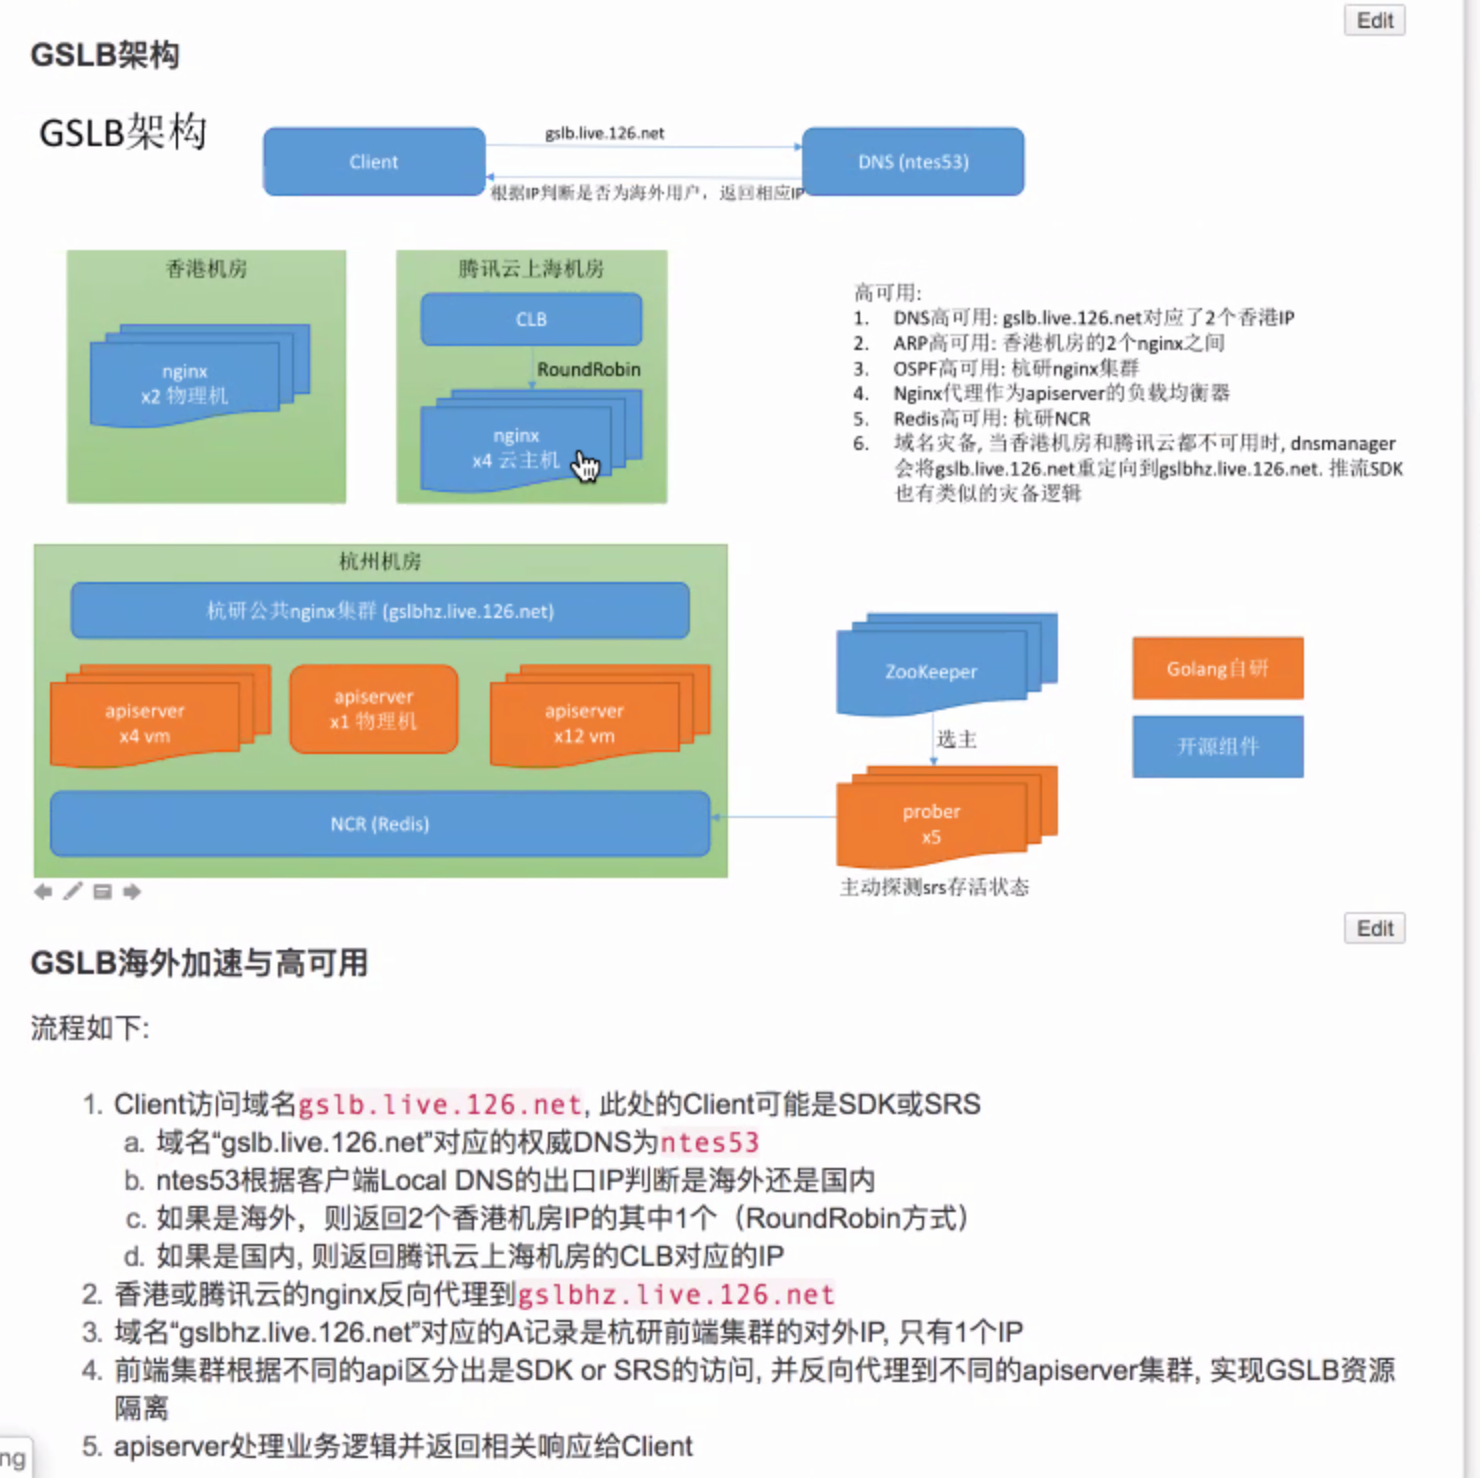 Edit
GSLB架构
GSLB架构
Client
gslb.live.126.net
DNS (ntes53)
根据IP判断是否为海外用户，返回相应IP
香港机房
nginx
x2 物理机
腾讯云上海机房
CLB
RoundRobin
nginx
x4 云主机
高可用:
1. DNS高可用: gslb.live.126.net对应了2个香港IP
2. ARP高可用: 香港机房的2个nginx之间
3. OSPF高可用: 杭研nginx集群
4. Nginx代理作为apiserver的负载均衡器
5. Redis高可用: 杭研NCR
6. 域名灾备, 当香港机房和腾讯云都不可用时, dnsmanager
会将gslb.live.126.net重定向到gslbhz.live.126.net. 推流SDK
也有类似的灾备逻辑
杭州机房
杭研公共nginx集群 (gslbhz.live.126.net)
apiserver
x4 vm
apiserver
x1 物理机
apiserver
x12 vm
NCR (Redis)
ZooKeeper
选主
prober
x5
主动探测srs存活状态
Golang自研
开源组件
Edit
GSLB海外加速与高可用
流程如下:
1. Client访问域名gslb.live.126.net, 此处的Client可能是SDK或SRS
a. 域名“gslb.live.126.net”对应的权威DNS为ntes53
b. ntes53根据客户端Local DNS的出口IP判断是海外还是国内
c. 如果是海外，则返回2个香港机房IP的其中1个（RoundRobin方式）
d. 如果是国内, 则返回腾讯云上海机房的CLB对应的IP
2. 香港或腾讯云的nginx反向代理到gslbhz.live.126.net
3. 域名“gslbhz.live.126.net”对应的A记录是杭研前端集群的对外IP, 只有1个IP
4. 前端集群根据不同的api区分出是SDK or SRS的访问, 并反向代理到不同的apiserver集群, 实现GSLB资源
隔离
5. apiserver处理业务逻辑并返回相关响应给Client
ng